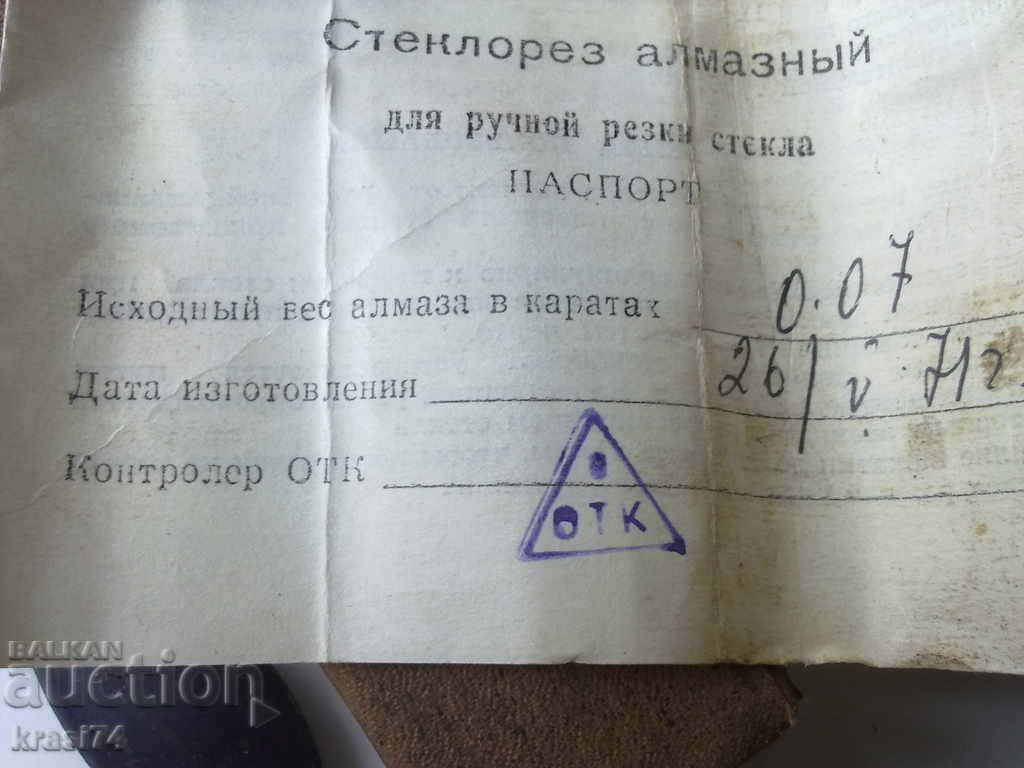 Стеклорез алмазный
для ручной резки стекла
ПАСПОРТ
Исходный вес алмаза в каратах 0.07
Дата изготовления 26/V 71г.
Контролер ОТК
ОТК
BALKAN
auction
krasi74